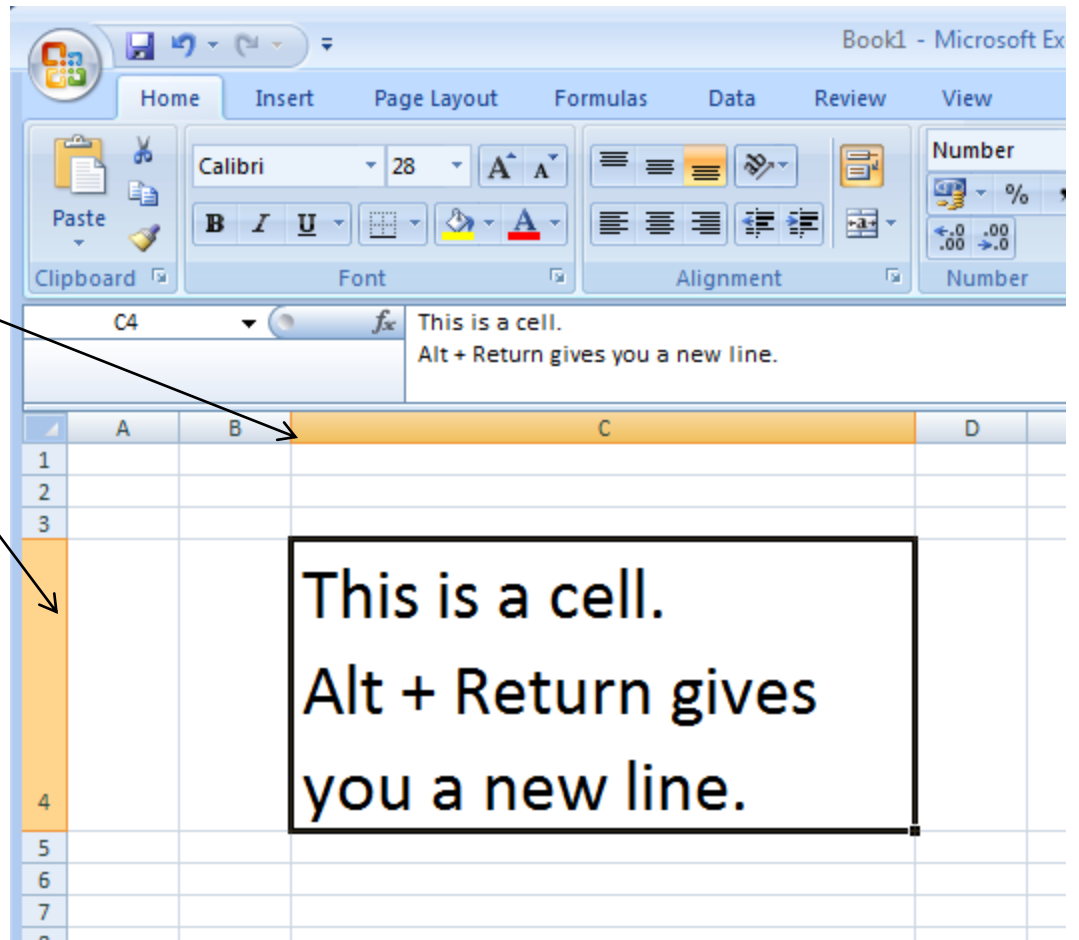 Book1 - Microsoft Ex
Home Insert Page Layout Formulas Data Review View
Calibri 28 A A Number
Paste B I U A a %
.0 .00
.00 .0
Clipboard Font Alignment Number
C4 fx This is a cell.
Alt + Return gives you a new line.
A B C D
1
2
3
This is a cell.
Alt + Return gives
you a new line.
4
5
6
7